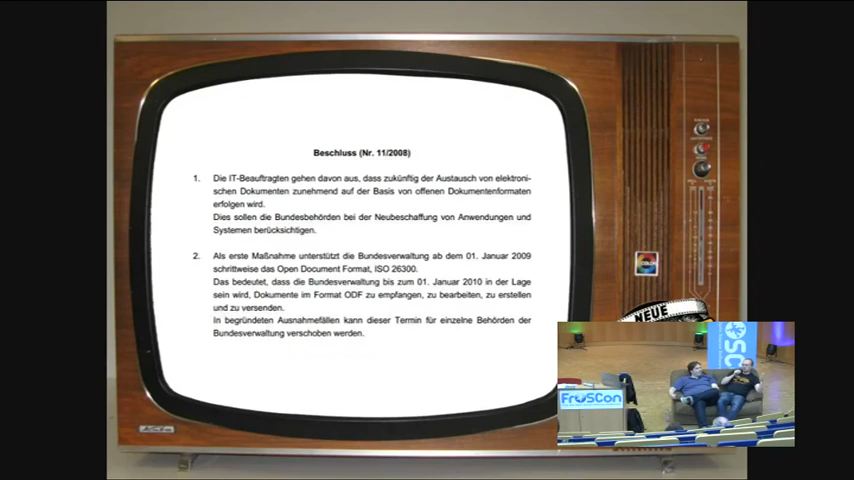 Beschluss (Nr. 11/2008)
1. Die IT-Beauftragten gehen davon aus, dass zukünftig der Austausch von elektroni-
schen Dokumenten zunehmend auf der Basis von offenen Dokumentenformaten
erfolgen wird.
Dies sollen die Bundesbehörden bei der Neubeschaffung von Anwendungen und
Systemen berücksichtigen.
2. Als erste Maßnahme unterstützt die Bundesverwaltung ab dem 01. Januar 2009
schrittweise das Open Document Format, ISO 26300.
Das bedeutet, dass die Bundesverwaltung bis zum 01. Januar 2010 in der Lage
sein wird, Dokumente im Format ODF zu empfangen, zu bearbeiten, zu erstellen
und zu versenden.
In begründeten Ausnahmefällen kann dieser Termin für einzelne Behörden der
Bundesverwaltung verschoben werden.
NEUE
OSC
FrOSCon